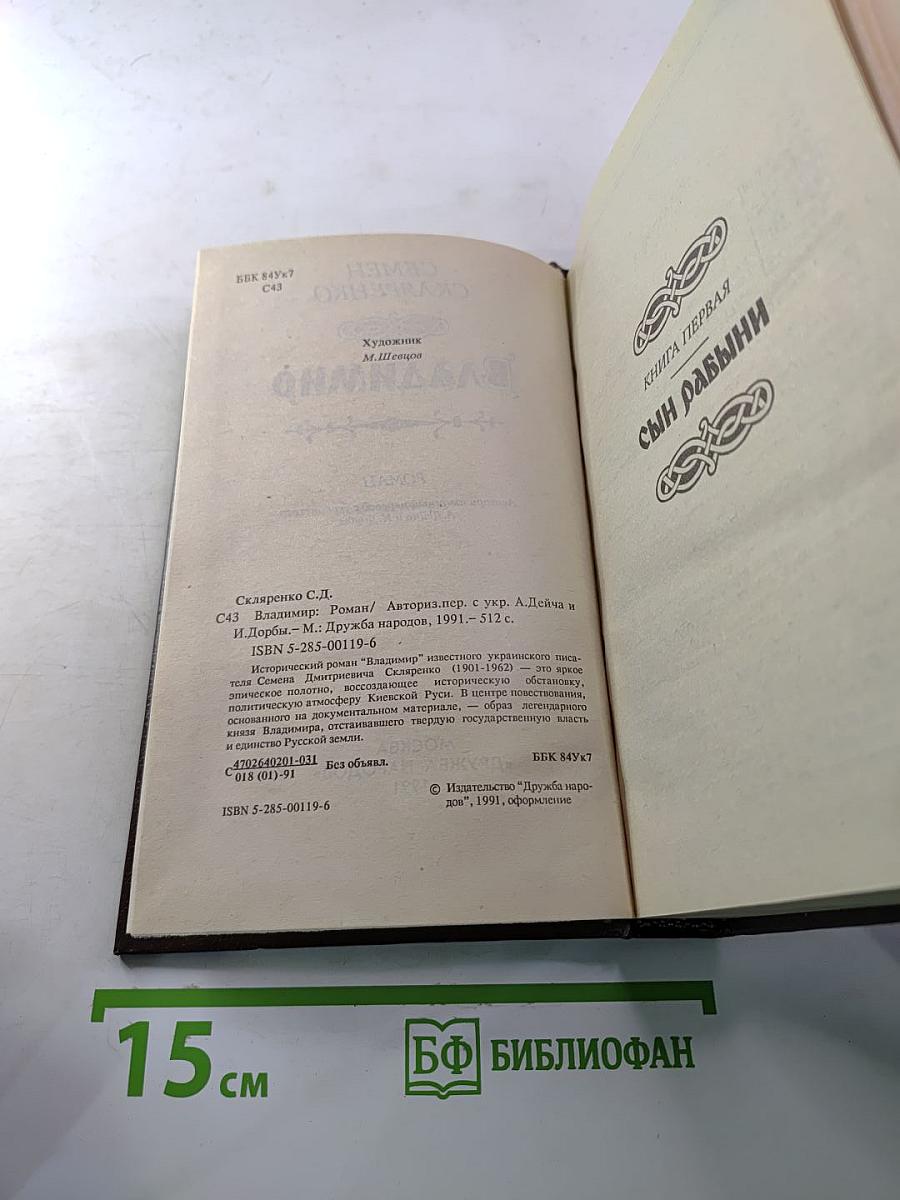 ББК 84Ук7
С43
Художник
М.Шевцов
Скляренко С.Д.
С43 Владимир: Роман/ Авториз.пер. с укр. А.Дейча и
И.Дорбы.– М.: Дружба народов, 1991.– 512 с.
ISBN 5-285-00119-6
Исторический роман "Владимир" известного украинского писа-
теля Семена Дмитриевича Скляренко (1901-1962) — это яркое
эпическое полотно, воссоздающее историческую обстановку,
политическую атмосферу Киевской Руси. В центре повествования,
основанного на документальном материале, — образ легендарного
князя Владимира, отстаивавшего твердую государственную власть
и единство Русской земли.
С 4702640201-031
018 (01)-91
Без объявл.
ББК 84Ук7
ISBN 5-285-00119-6
© Издательство "Дружба наро-
дов", 1991, оформление
КНИГА ПЕРВАЯ
СЫН РАБЫНИ
15 см
БФ БИБЛИОФАН